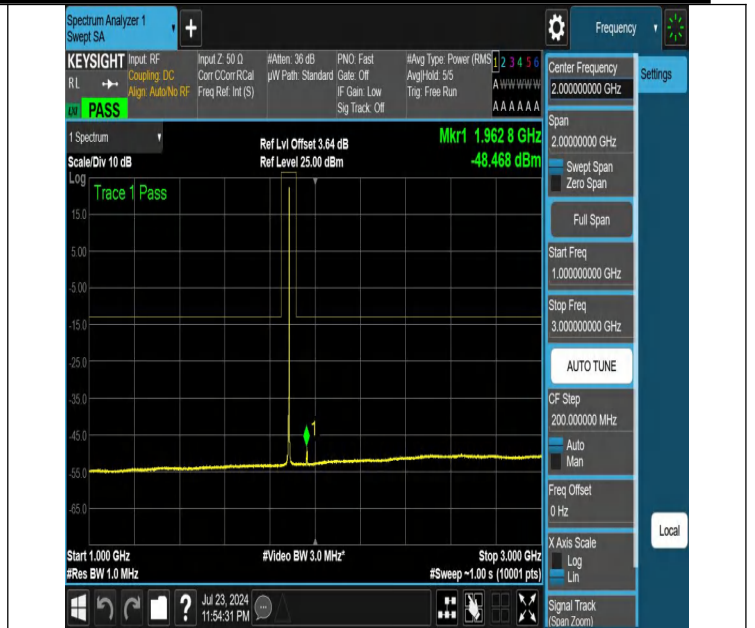 Spectrum Analyzer 1
Swept SA
Frequency
KEYSIGHT Input: RF Input Z: 50 Ω #Atten: 36 dB PNO: Fast #Avg Type: Power (RMS 1 2 3 4 5 6
RL Coupling: DC Corr CCorr RCal µW Path: Standard Gate: Off Avg|Hold: 5/5 A W W W W W
Align: Auto/No RF Freq Ref: Int (S) IF Gain: Low Trig: Free Run
PASS Sig Track: Off A A A A A A
1 Spectrum Ref Lvl Offset 3.64 dB Mkr1 1.962 8 GHz
Scale/Div 10 dB Ref Level 25.00 dBm -48.468 dBm
Log
Trace 1 Pass
15.0
5.00
-5.00
-15.0
-25.0
-35.0
-45.0
1
-55.0
-65.0
Start 1.000 GHz #Video BW 3.0 MHz* Stop 3.000 GHz
#Res BW 1.0 MHz #Sweep ~1.00 s (10001 pts)
Center Frequency
2.000000000 GHz
Settings
Span
2.00000000 GHz
Swept Span
Zero Span
Full Span
Start Freq
1.000000000 GHz
Stop Freq
3.000000000 GHz
AUTO TUNE
CF Step
200.000000 MHz
Auto
Man
Freq Offset
0 Hz
X Axis Scale
Log
Lin
Local
Signal Track
(Span Zoom)
?
Jul 23, 2024
11:54:31 PM